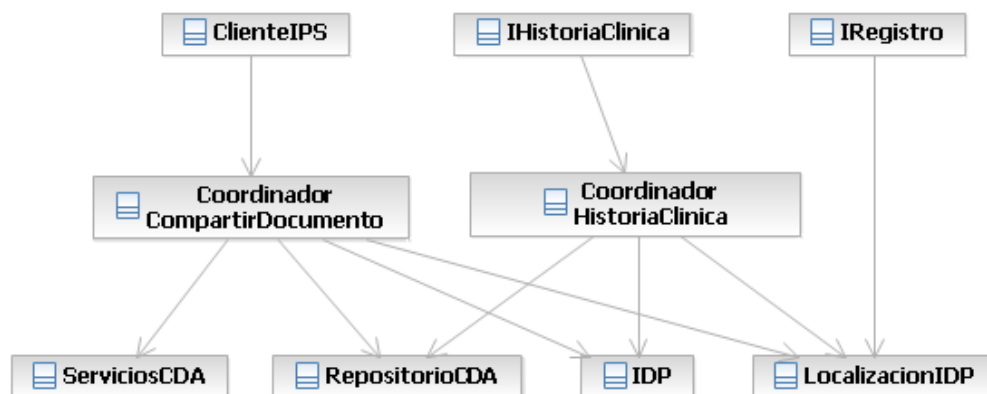 ClienteIPS
IHistoriaClinica
IRegistro
Coordinador
CompartirDocumento
Coordinador
HistoriaClinica
ServiciosCDA
RepositorioCDA
IDP
LocalizacionIDP